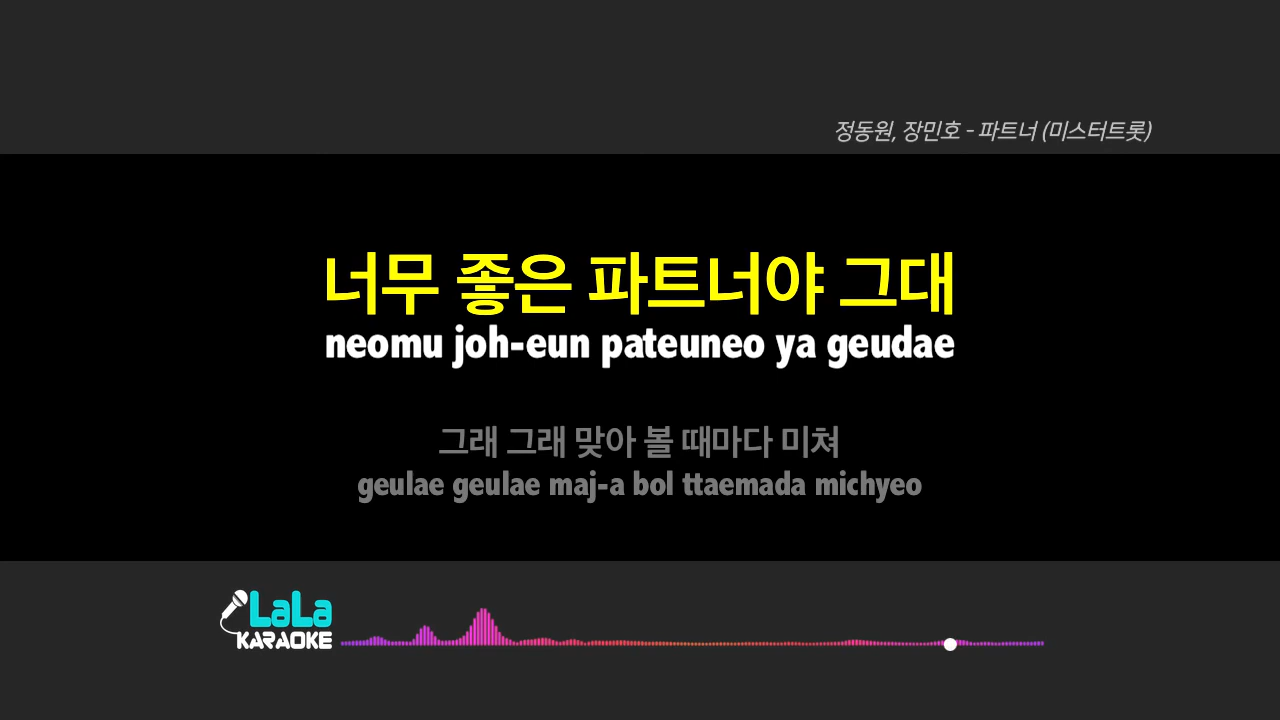 정동원, 장민호 - 파트너 (미스터트롯)
너무 좋은 파트너야 그대
neomu joh-eun pateuneo ya geudae
그래 그래 맞아 볼 때마다 미쳐
geulae geulae maj-a bol ttaemada michyeo
LaLa
KARAOKE